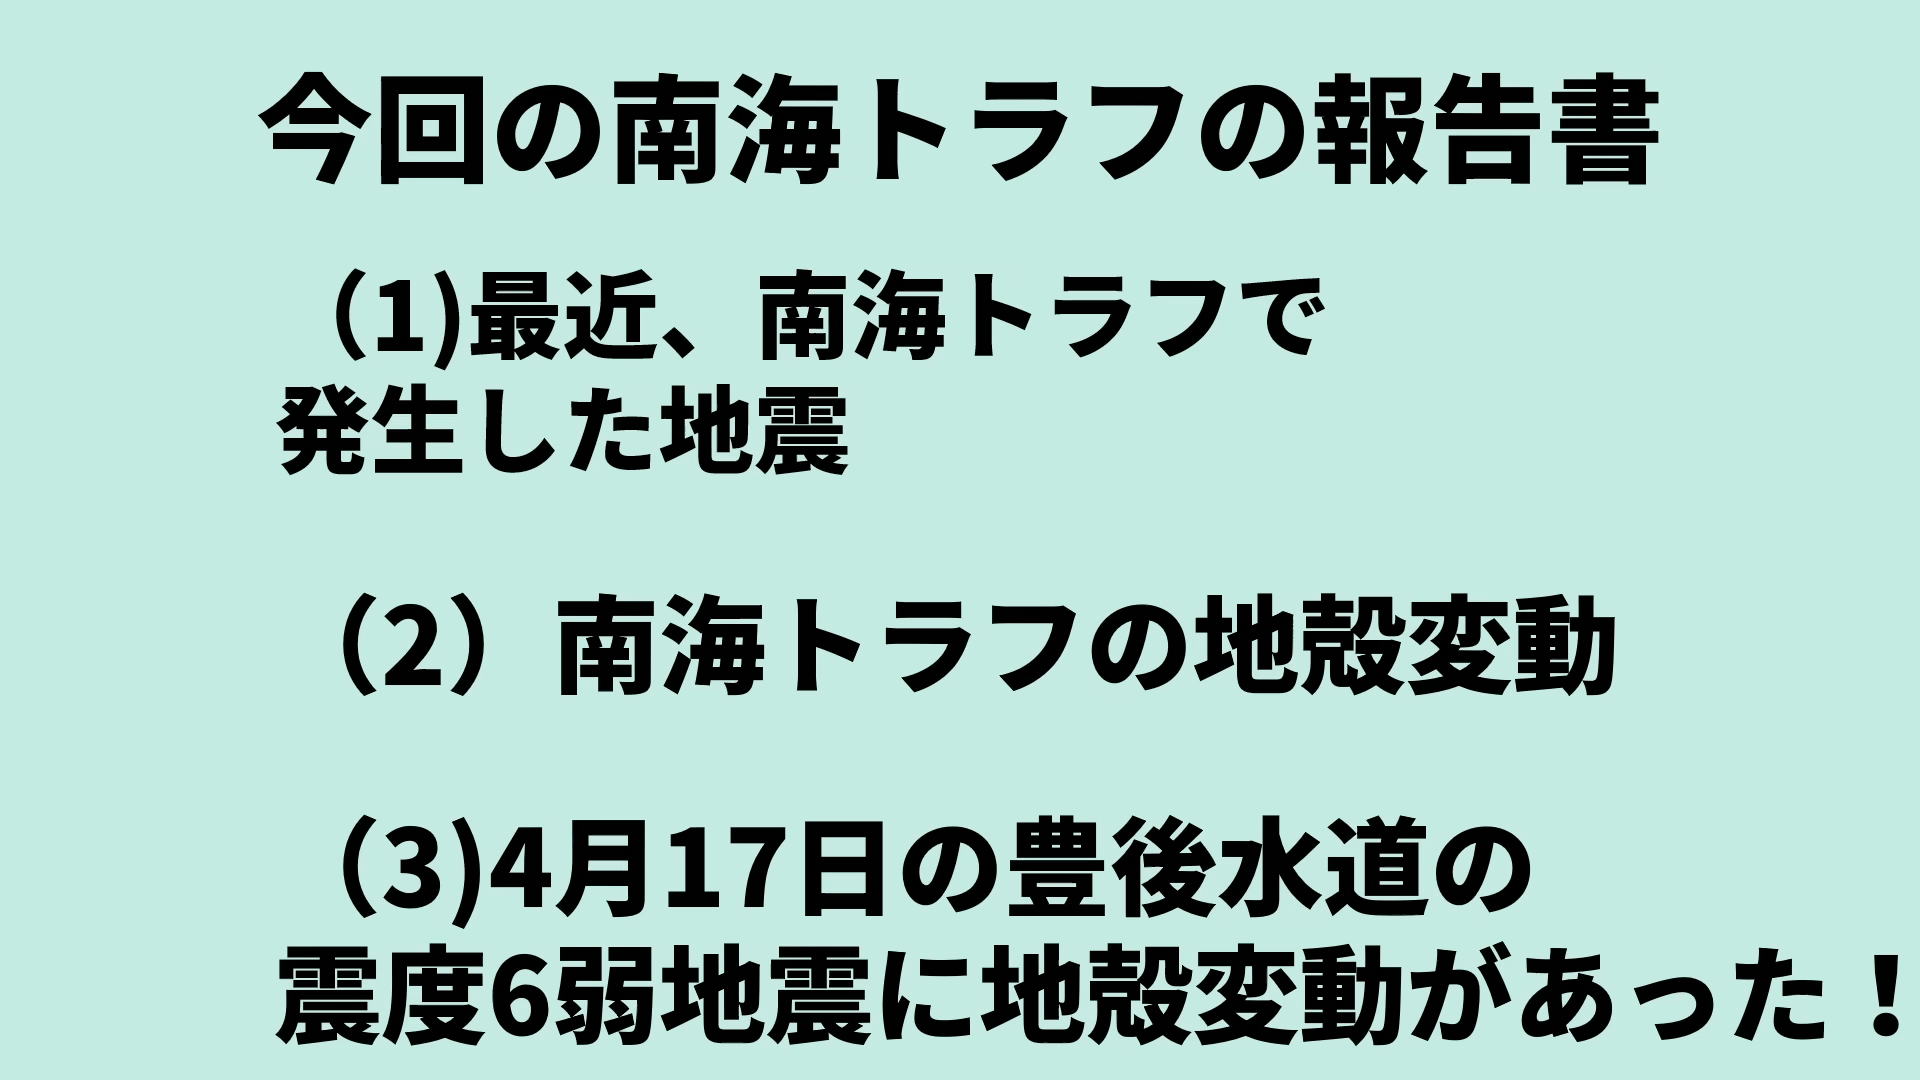 今回の南海トラフの報告書
（1)最近、南海トラフで
発生した地震
（2）南海トラフの地殻変動
（3)4月17日の豊後水道の
震度6弱地震に地殻変動があった！